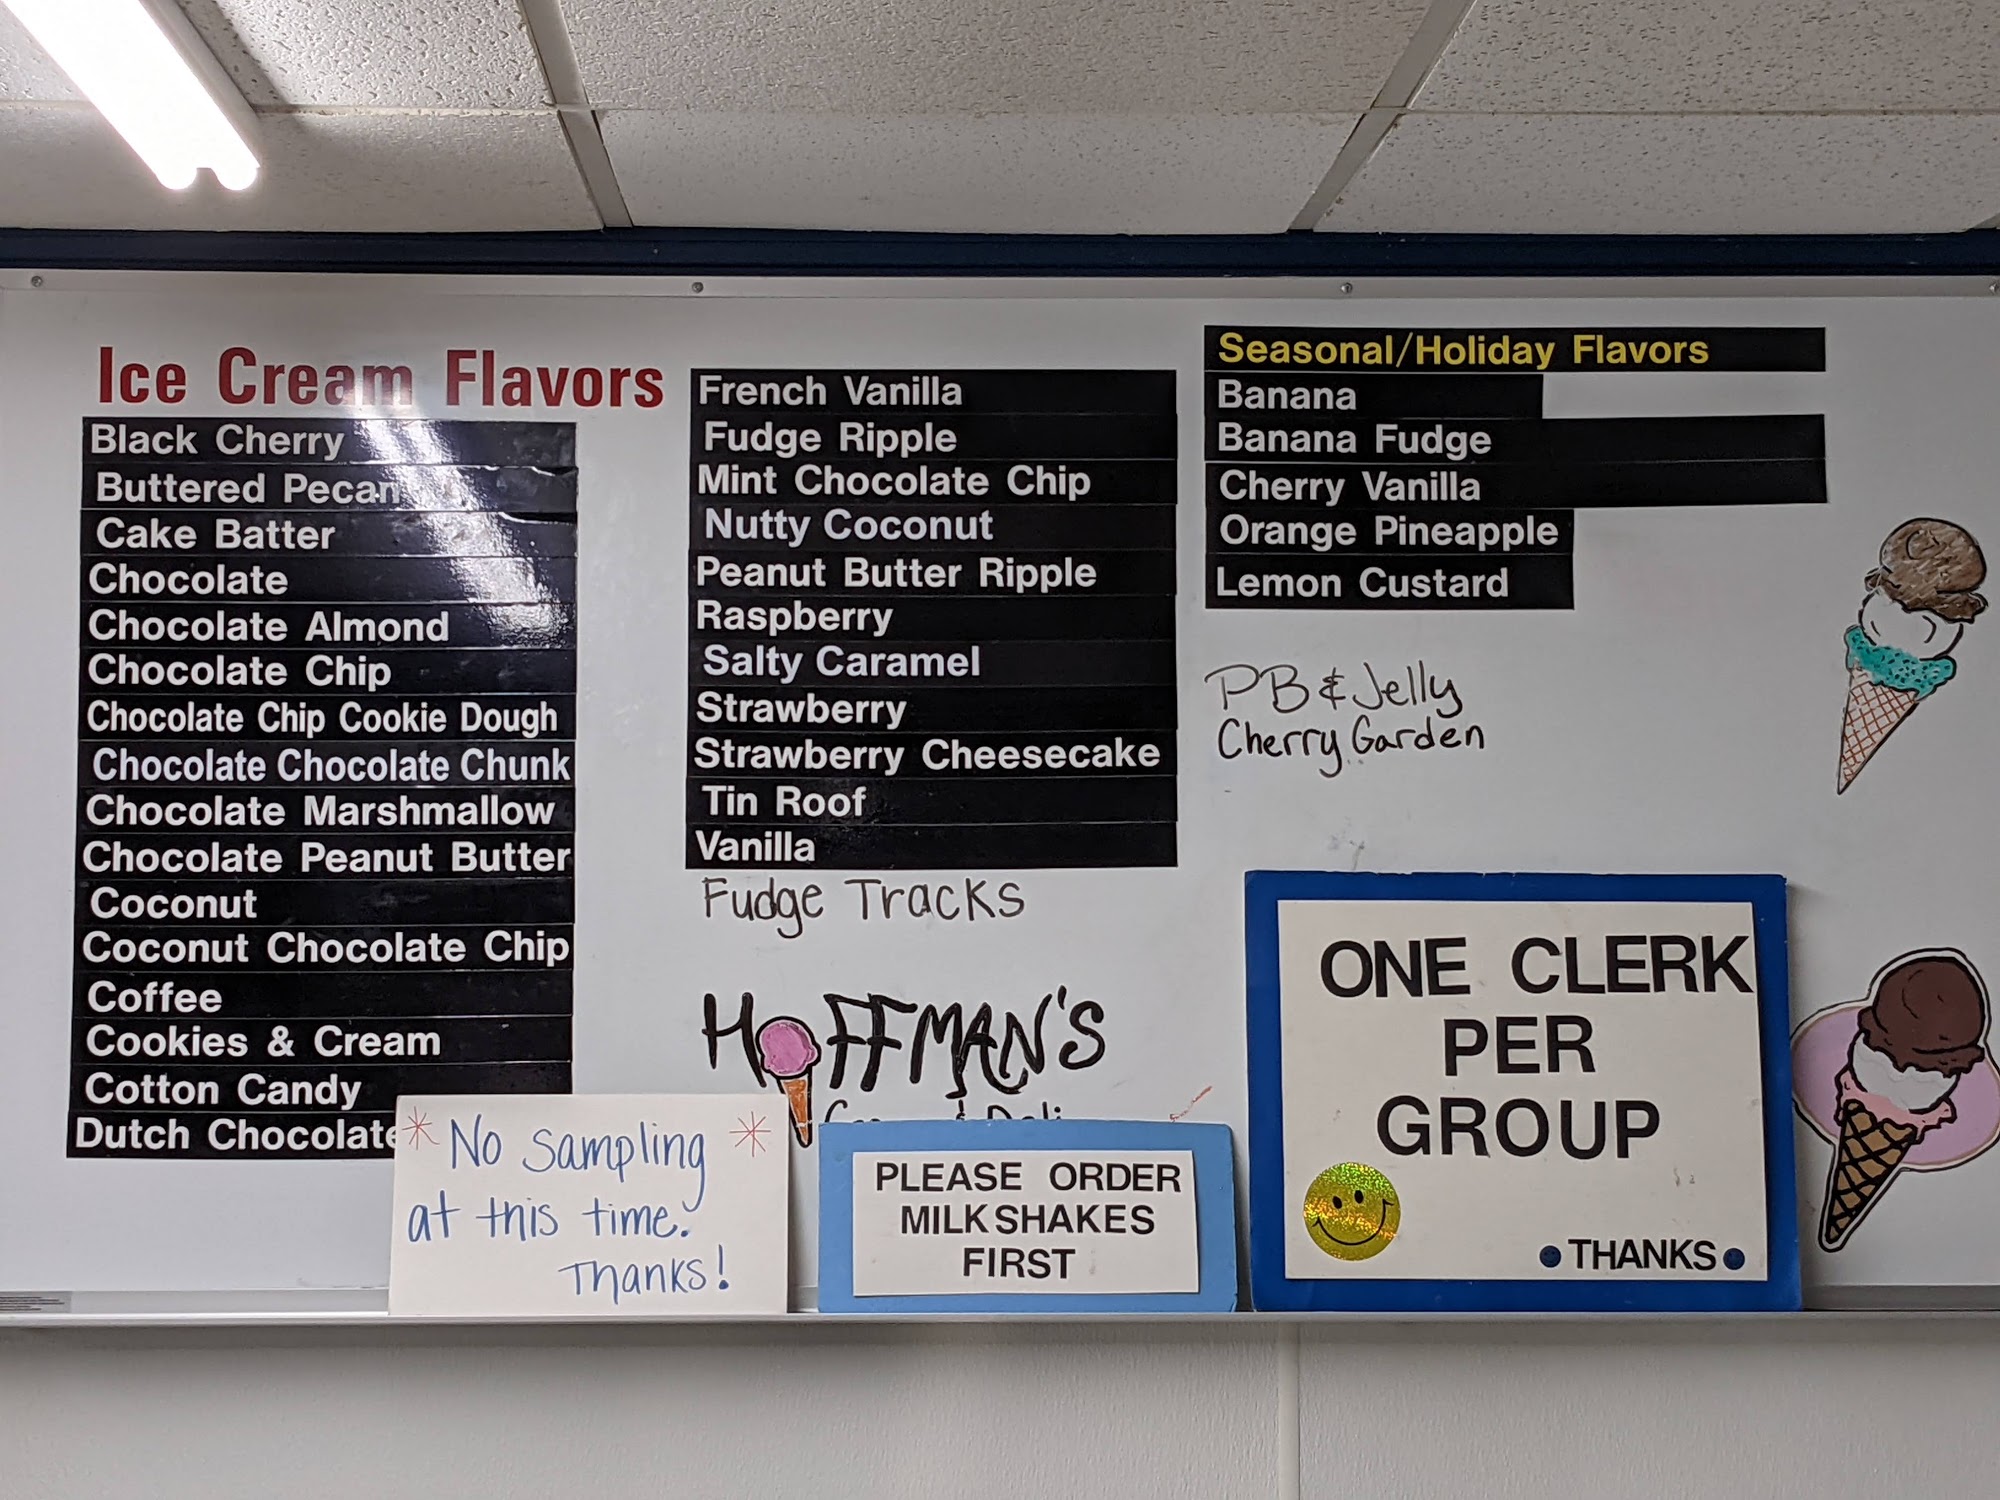 Ice Cream Flavors
Black Cherry
Buttered Pecan
Cake Batter
Chocolate
Chocolate Almond
Chocolate Chip
Chocolate Chip Cookie Dough
Chocolate Chocolate Chunk
Chocolate Marshmallow
Chocolate Peanut Butter
Coconut
Coconut Chocolate Chip
Coffee
Cookies & Cream
Cotton Candy
Dutch Chocolate
French Vanilla
Fudge Ripple
Mint Chocolate Chip
Nutty Coconut
Peanut Butter Ripple
Raspberry
Salty Caramel
Strawberry
Strawberry Cheesecake
Tin Roof
Vanilla
Fudge Tracks
HOFFMAN'S
& Deli
Seasonal/Holiday Flavors
Banana
Banana Fudge
Cherry Vanilla
Orange Pineapple
Lemon Custard
PB & Jelly
Cherry Garden
No sampling
at this time.
Thanks!
PLEASE ORDER
MILKSHAKES
FIRST
ONE CLERK
PER
GROUP
THANKS